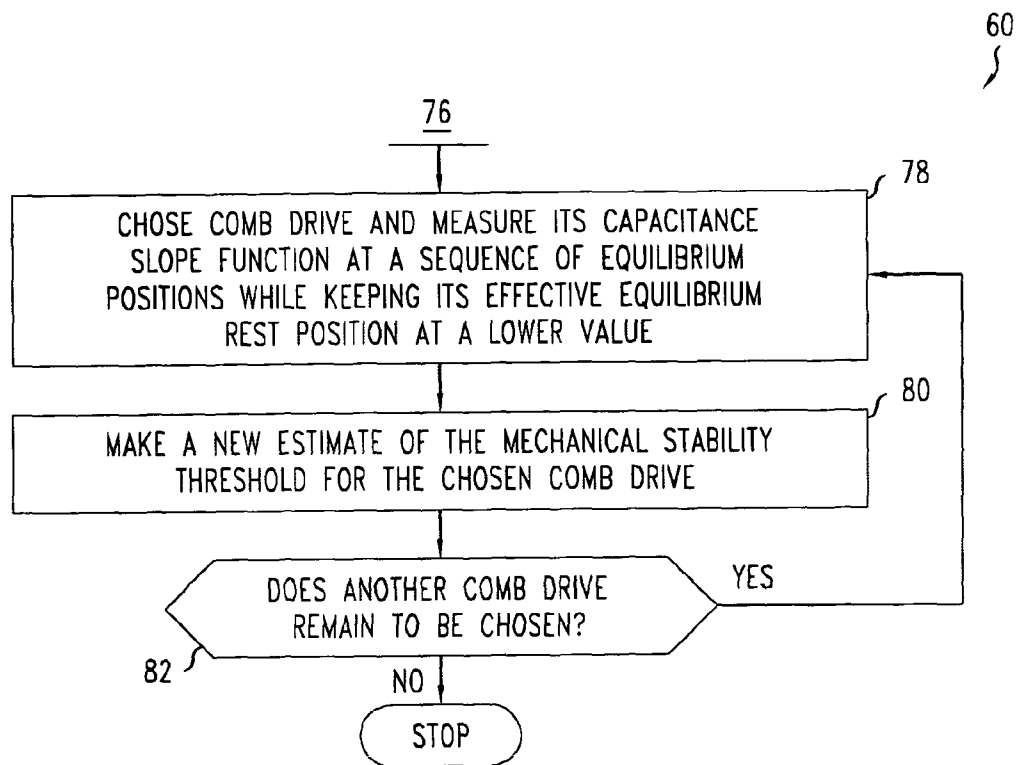 60
76
78
CHOSE COMB DRIVE AND MEASURE ITS CAPACITANCE
SLOPE FUNCTION AT A SEQUENCE OF EQUILIBRIUM
POSITIONS WHILE KEEPING ITS EFFECTIVE EQUILIBRIUM
REST POSITION AT A LOWER VALUE
80
MAKE A NEW ESTIMATE OF THE MECHANICAL STABILITY
THRESHOLD FOR THE CHOSEN COMB DRIVE
DOES ANOTHER COMB DRIVE
REMAIN TO BE CHOSEN?
YES
82
NO
STOP